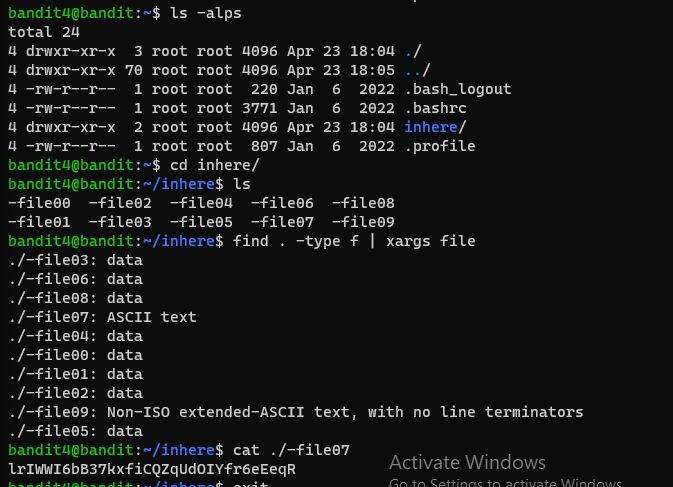 bandit4@bandit:~$ ls -alps
total 24
4 drwxr-xr-x  3 root root 4096 Apr 23 18:04 ./
4 drwxr-xr-x 70 root root 4096 Apr 23 18:05 ../
4 -rw-r--r--  1 root root  220 Jan  6  2022 .bash_logout
4 -rw-r--r--  1 root root 3771 Jan  6  2022 .bashrc
4 drwxr-xr-x  2 root root 4096 Apr 23 18:04 inhere/
4 -rw-r--r--  1 root root  807 Jan  6  2022 .profile
bandit4@bandit:~$ cd inhere/
bandit4@bandit:~/inhere$ ls
-file00  -file02  -file04  -file06  -file08
-file01  -file03  -file05  -file07  -file09
bandit4@bandit:~/inhere$ find . -type f | xargs file
./-file03: data
./-file06: data
./-file08: data
./-file07: ASCII text
./-file04: data
./-file00: data
./-file01: data
./-file02: data
./-file09: Non-ISO extended-ASCII text, with no line terminators
./-file05: data
bandit4@bandit:~/inhere$ cat ./-file07
lrIWWI6bB37kxfiCQZqUdOIYfr6eEeqR
bandit4@bandit:~/inhere$ exit
Activate Windows
Go to Settings to activate Windows.